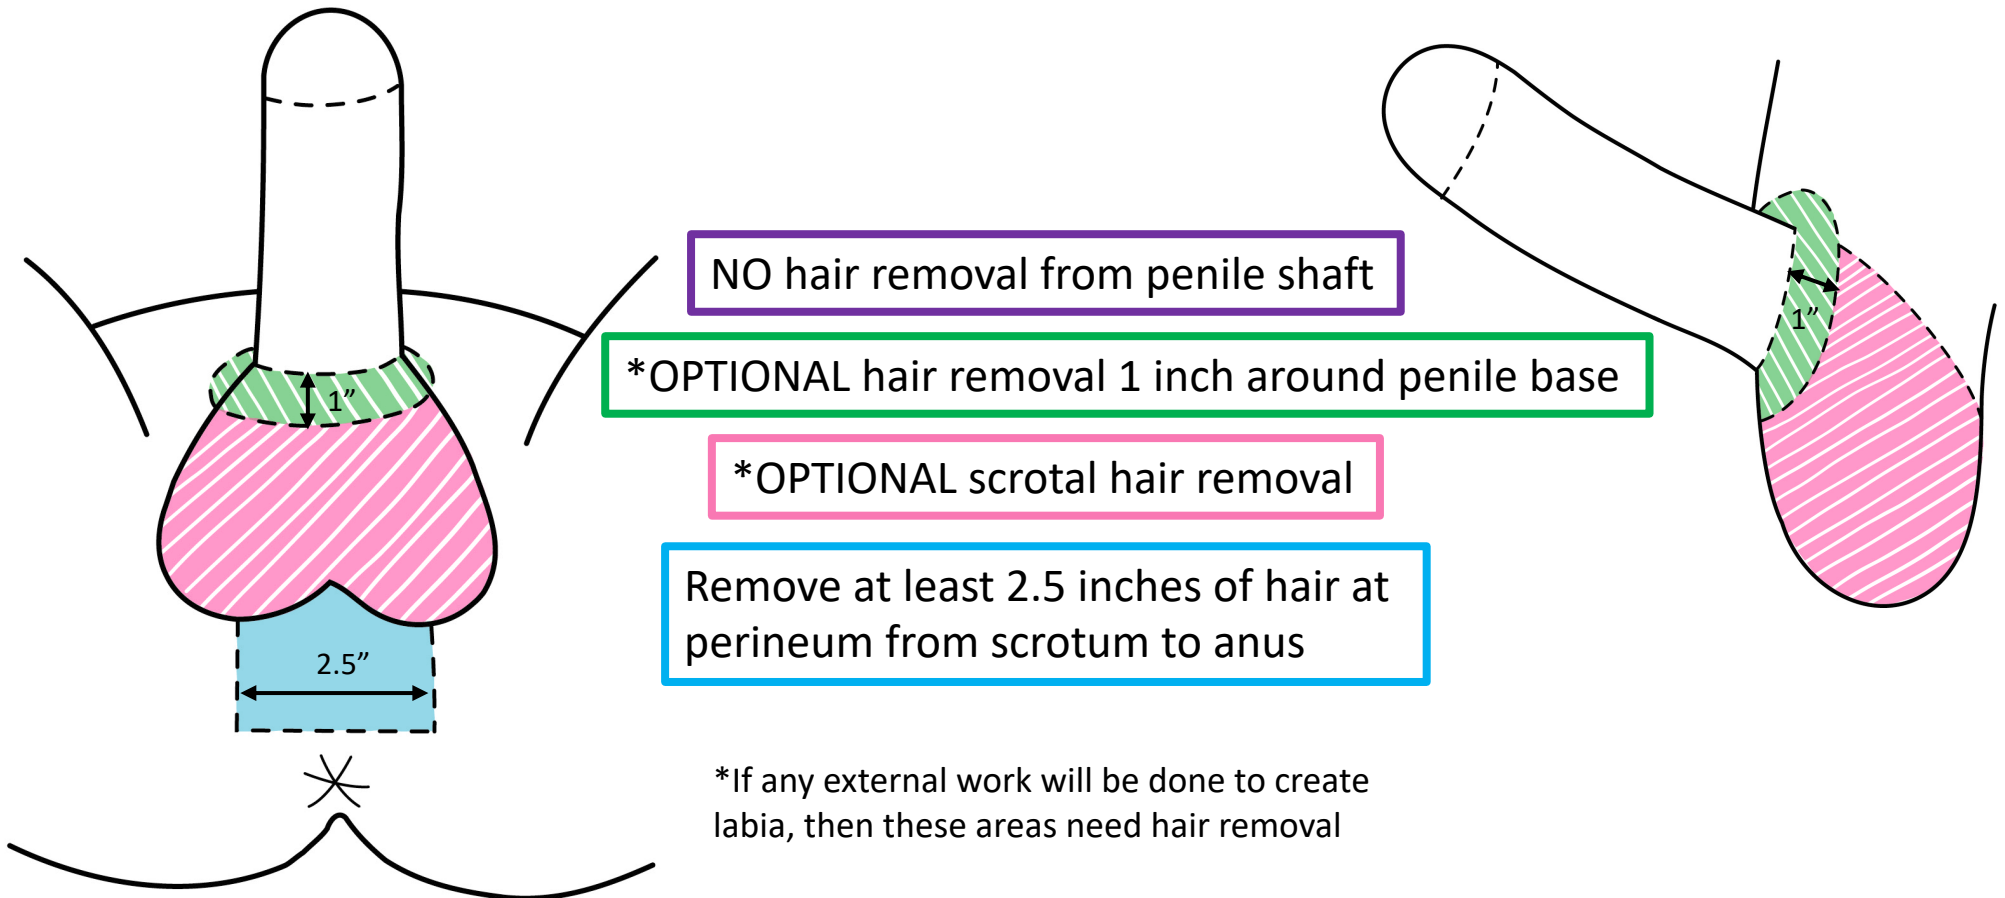 NO hair removal from penile shaft
*OPTIONAL hair removal 1 inch around penile base
1”
1”
*OPTIONAL scrotal hair removal
Remove at least 2.5 inches of hair at
perineum from scrotum to anus
2.5”
*If any external work will be done to create
labia, then these areas need hair removal